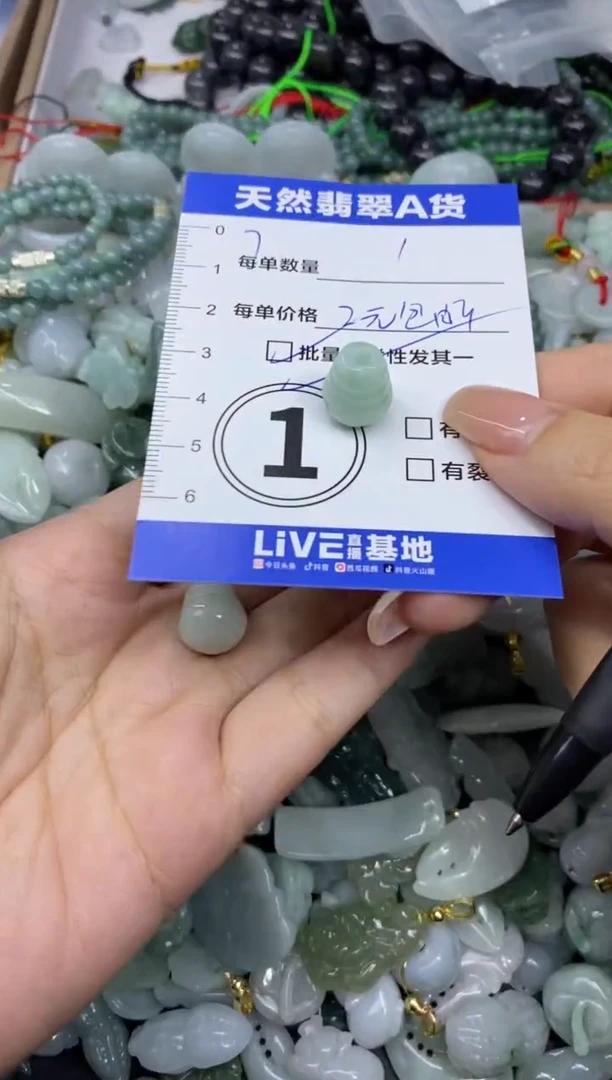 天然翡翠A货
0
1
每单数量 1
2
每单价格 2元包邮
3
批量 性发其一
4
1
有
5
有裂
6
LiVE直播基地
今日头条 抖音 西瓜视频 抖音火山版